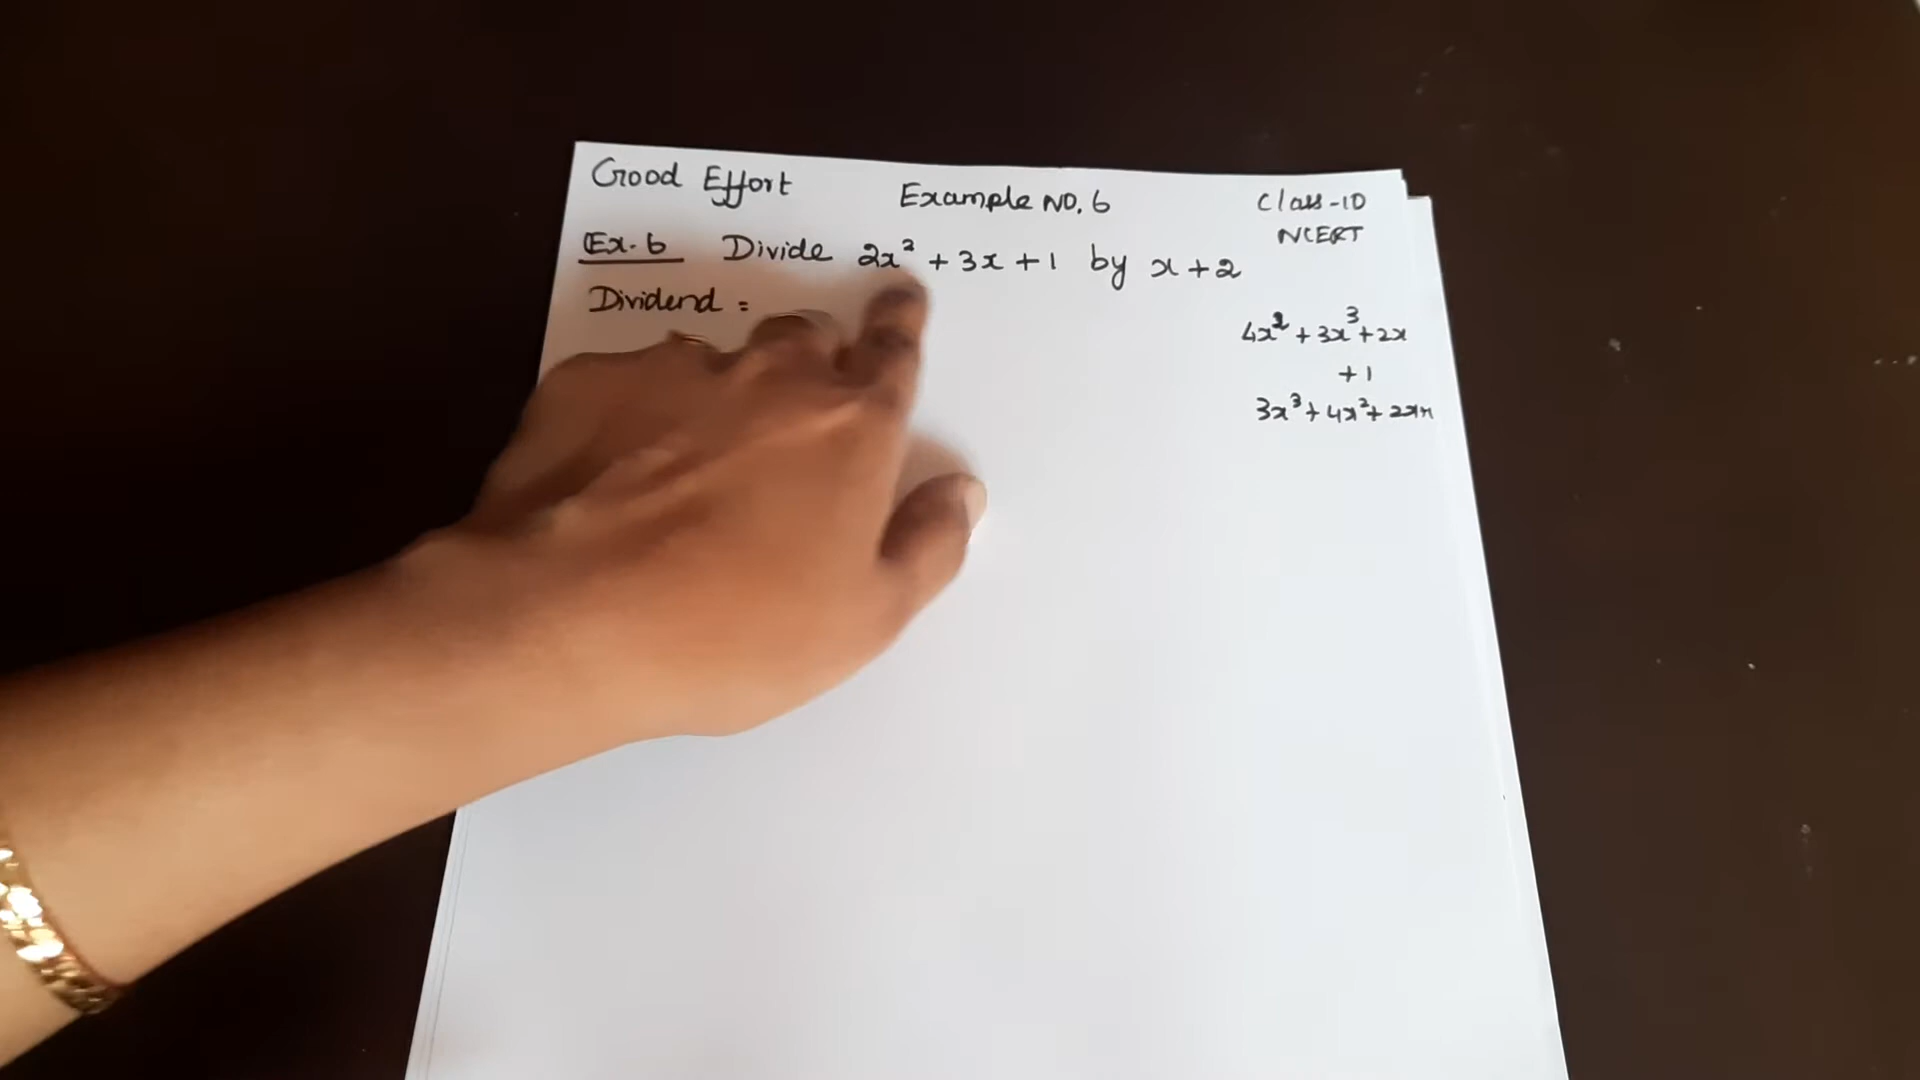 Good Effort Example NO. 6 Class-10
NCERT
Ex-6 Divide 2x² + 3x + 1 by x + 2
Dividend =
4x² + 3x³ + 2x
+ 1
3x³ + 4x² + 2x+1